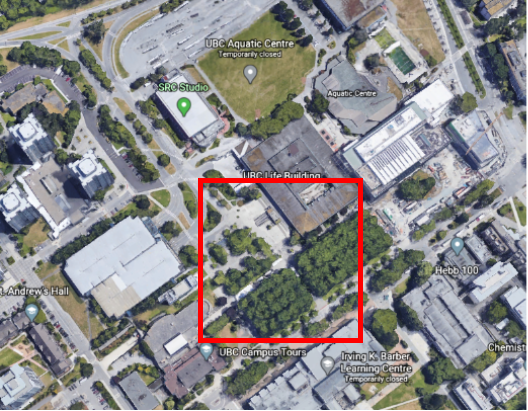 UBC Aquatic Centre
Temporarily closed
SRC Studio
Aquatic Centre
UBC Life Building
Hebb 100
t. Andrew's Hall
UBC Campus Tours
Irving K. Barber
Learning Centre
Temporarily closed
Chemist